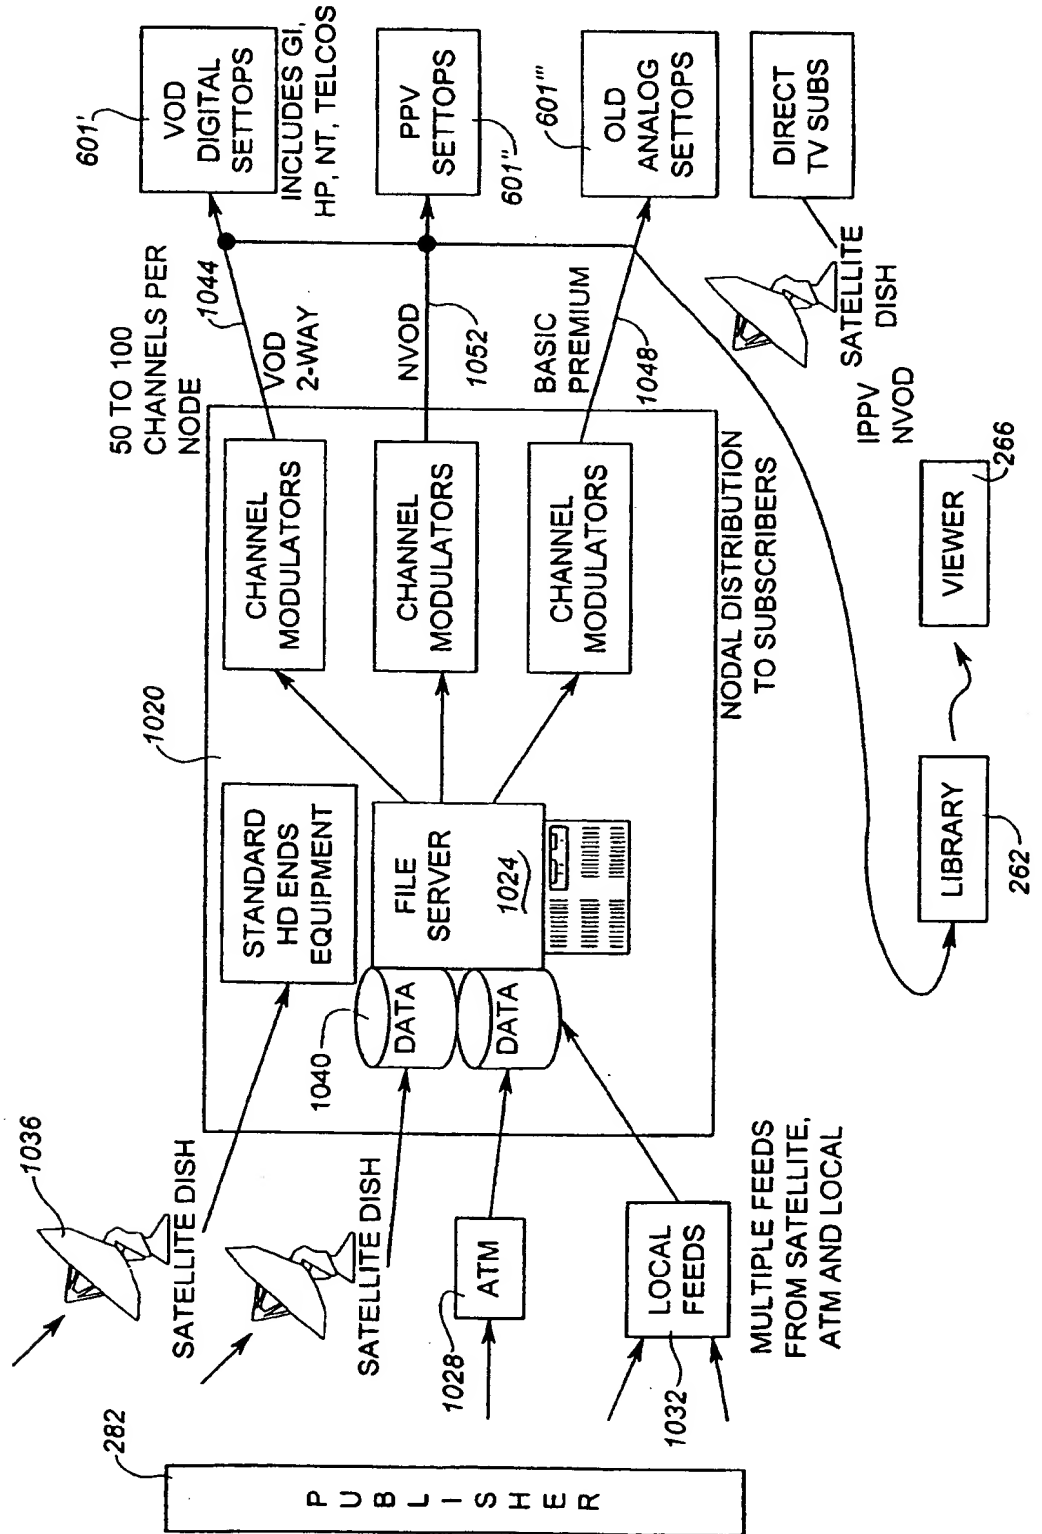 282
P U B L I S H E R
1036
SATELLITE DISH
SATELLITE DISH
1028
ATM
1032
LOCAL
FEEDS
MULTIPLE FEEDS
FROM SATELLITE,
ATM AND LOCAL
1020
STANDARD
HD ENDS
EQUIPMENT
1040
DATA
DATA
FILE
SERVER
1024
CHANNEL
MODULATORS
CHANNEL
MODULATORS
CHANNEL
MODULATORS
NODAL DISTRIBUTION
TO SUBSCRIBERS
50 TO 100
CHANNELS PER
NODE
1044
VOD
2-WAY
NVOD
1052
BASIC
PREMIUM
1048
601'
VOD
DIGITAL
SETTOPS
INCLUDES GI,
HP, NT, TELCOS
PPV
SETTOPS
601''
601'''
OLD
ANALOG
SETTOPS
DIRECT
TV SUBS
SATELLITE
DISH
IPPV
NVOD
LIBRARY
262
VIEWER
266